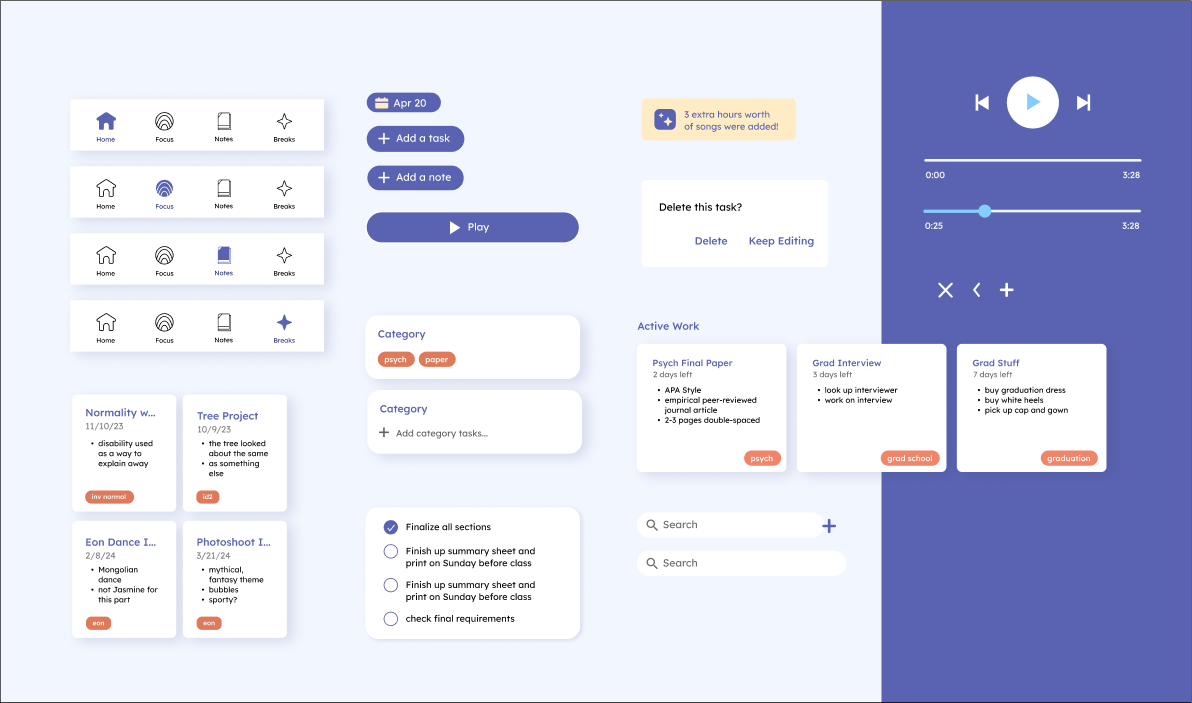 Home Focus Notes Breaks
Home Focus Notes Breaks
Home Focus Notes Breaks
Home Focus Notes Breaks
Normality w...
11/10/23
• disability used
as a way to
explain away
inv normal
Tree Project
10/9/23
• the tree looked
about the same
• as something
else
id2
Eon Dance I...
2/8/24
• Mongolian
dance
• not Jasmine for
this part
eon
Photoshoot I...
3/21/24
• mythical,
fantasy theme
• bubbles
• sporty?
eon
Apr 20
+ Add a task
+ Add a note
Play
Category
psych paper
Category
+ Add category tasks...
Finalize all sections
Finish up summary sheet and
print on Sunday before class
Finish up summary sheet and
print on Sunday before class
check final requirements
3 extra hours worth
of songs were added!
Delete this task?
Delete Keep Editing
Active Work
Psych Final Paper
2 days left
• APA Style
• empirical peer-reviewed
journal article
• 2-3 pages double-spaced
psych
Grad Interview
3 days left
• look up interviewer
• work on interview
grad school
Grad Stuff
7 days left
• buy graduation dress
• buy white heels
• pick up cap and gown
graduation
Search
Search
0:00 3:28
0:25 3:28